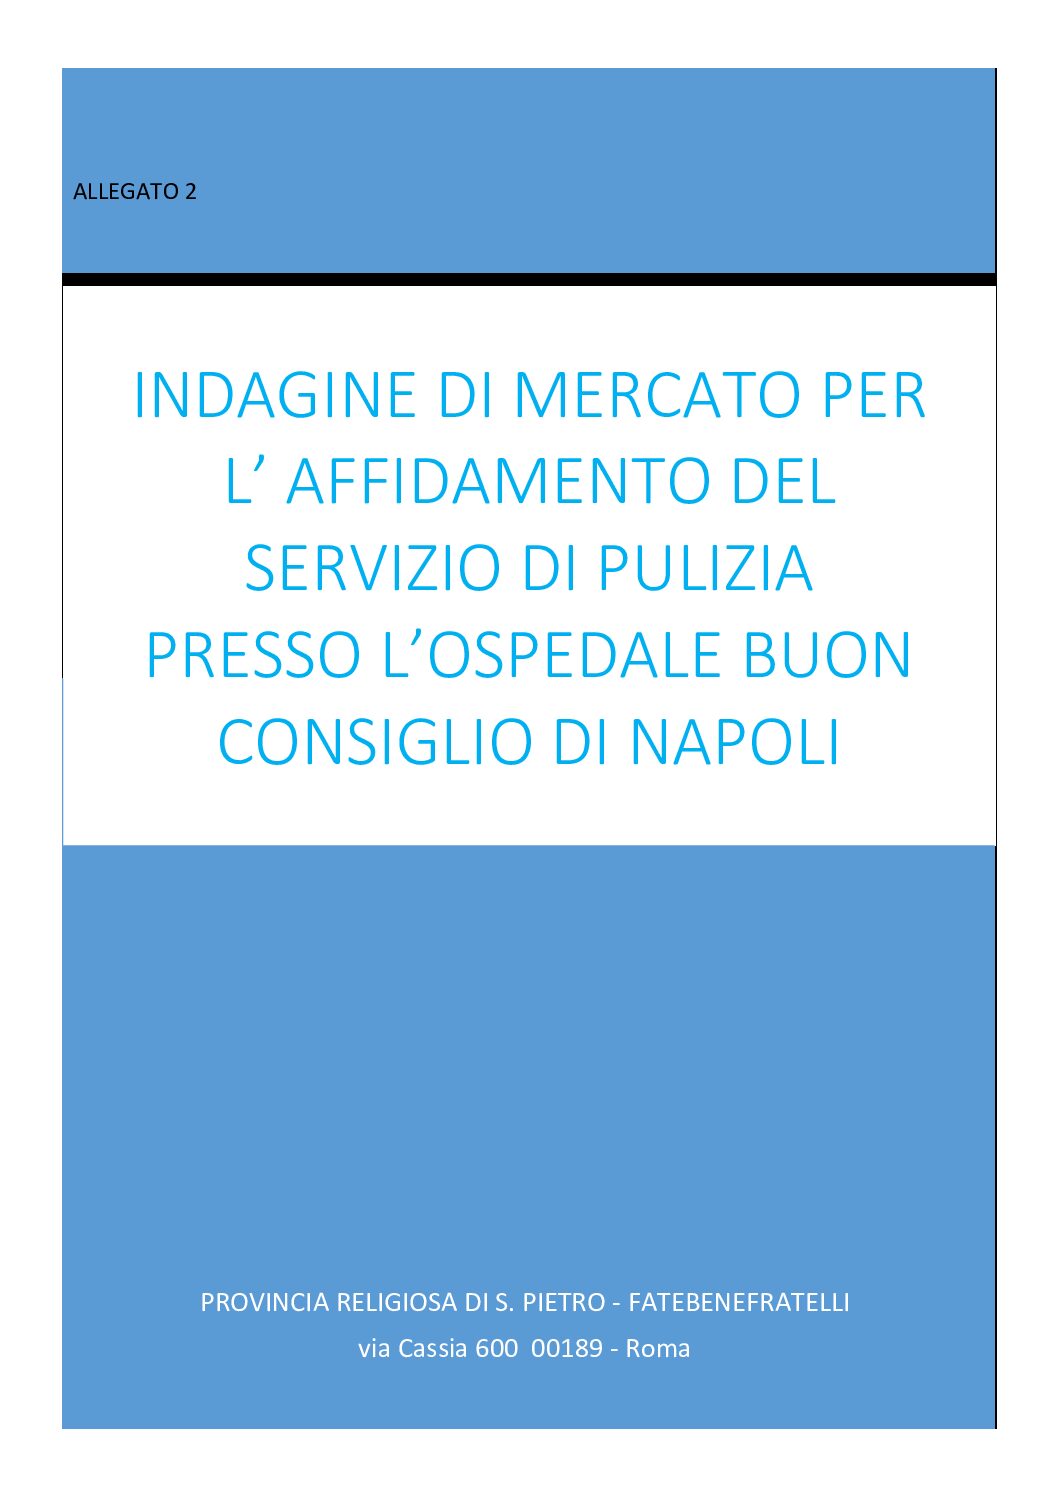 ALLEGATO 2
INDAGINE DI MERCATO PER
L’ AFFIDAMENTO DEL
SERVIZIO DI PULIZIA
PRESSO L’OSPEDALE BUON
CONSIGLIO DI NAPOLI
PROVINCIA RELIGIOSA DI S. PIETRO - FATEBENEFRATELLI
via Cassia 600  00189 - Roma